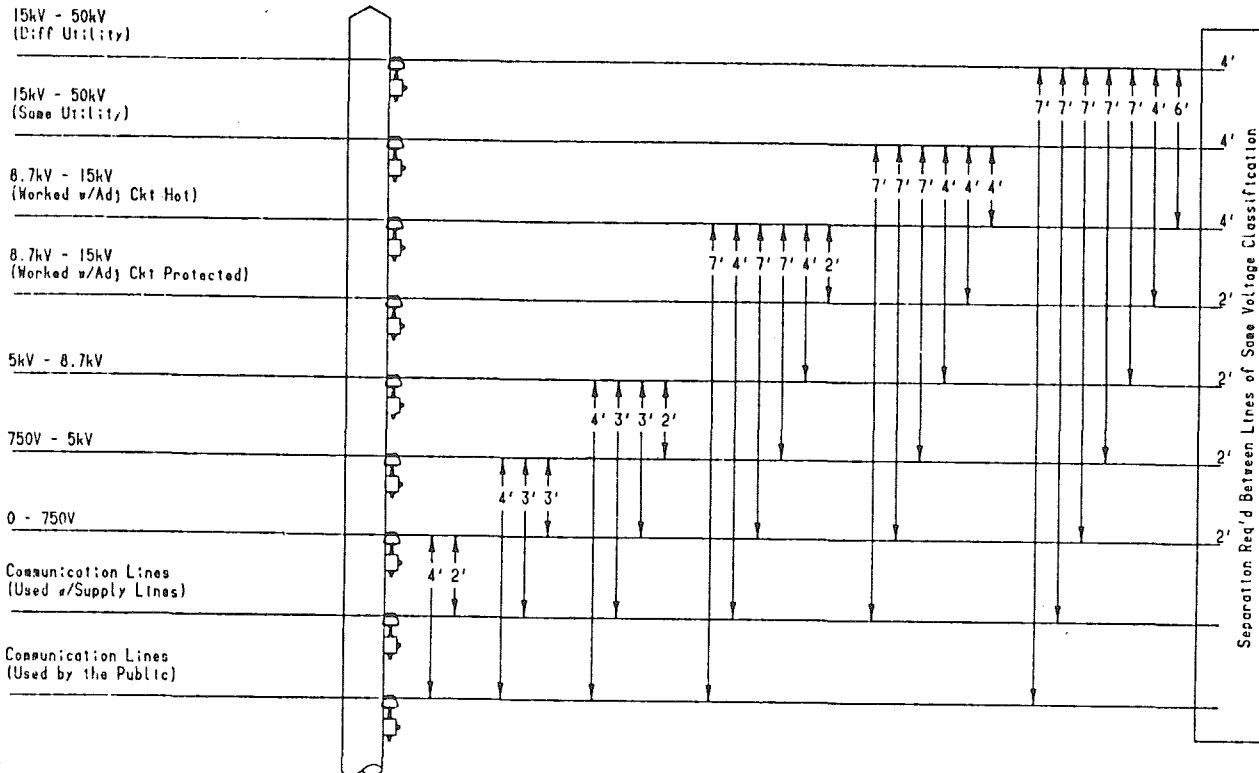 15kV - 50kV
(Diff Utility)
4'
7' 7' 7' 7' 7' 4' 6'
15kV - 50kV
(Same Utility)
4'
7' 7' 7' 4' 4' 4'
8.7kV - 15kV
(Worked w/Adj Ckt Hot)
4'
7' 4' 7' 7' 4' 2'
8.7kV - 15kV
(Worked w/Adj Ckt Protected)
2'
5kV - 8.7kV
2'
4' 3' 3' 2'
750V - 5kV
2'
4' 3' 3'
0 - 750V
2'
4' 2'
Communication Lines
(Used w/Supply Lines)
Communication Lines
(Used by the Public)
Separation Req'd Between Lines of Same Voltage Classification